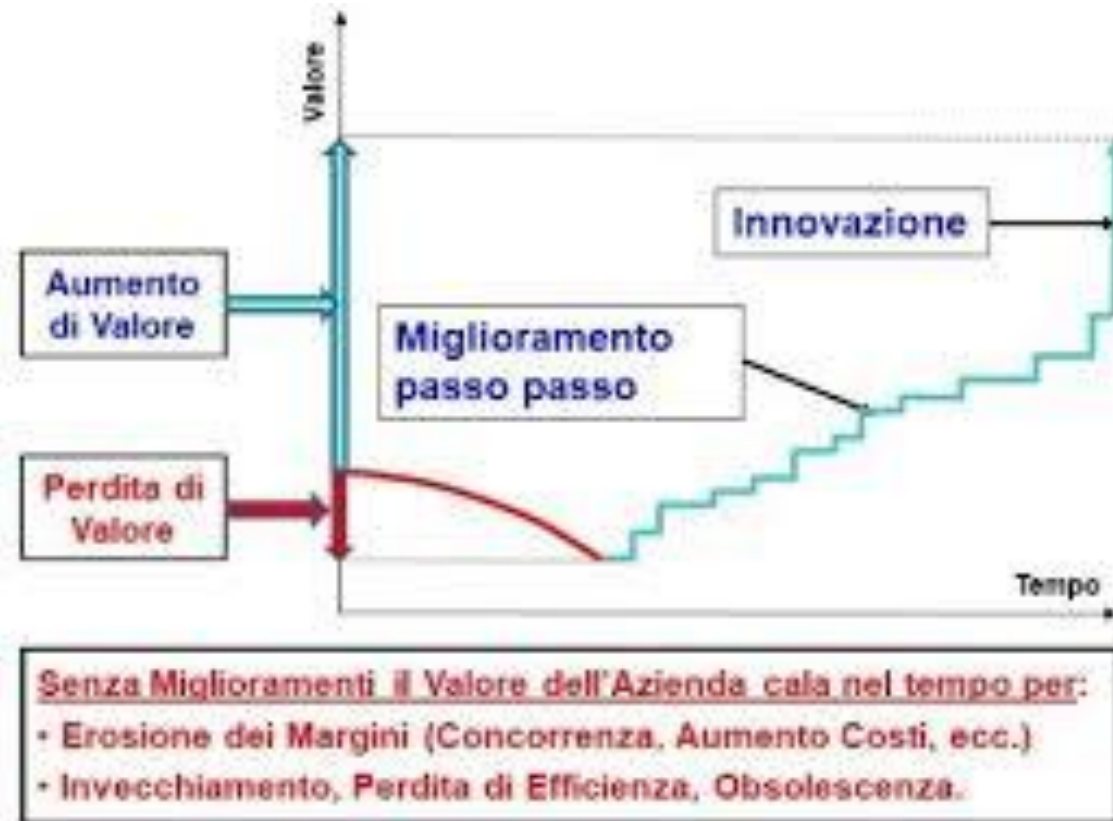 Valore
Innovazione
Aumento
di Valore
Miglioramento
passo passo
Perdita di
Valore
Tempo
Senza Miglioramenti il Valore dell'Azienda cala nel tempo per:
• Erosione dei Margini (Concorrenza, Aumento Costi, ecc.)
• Invecchiamento, Perdita di Efficienza, Obsolescenza.